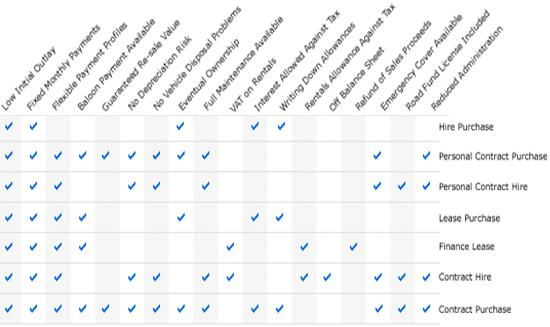 Low Initial Outlay
Fixed Monthly Payments
Flexible Payment Profiles
Baloon Payment Available
Guaranteed Re-sale Value
No Depreciation Risk
No Vehicle Disposal Problems
Eventual Ownership
Full Maintenance Available
VAT on Rentals
Interest Allowed Against Tax
Writing Down Allowances
Rentals Allowance Against Tax
Off Balance Sheet
Refund of Sales Proceeds
Emergency Cover Available
Road Fund License Included
Reduced Administration
Hire Purchase
Personal Contract Purchase
Personal Contract Hire
Lease Purchase
Finance Lease
Contract Hire
Contract Purchase